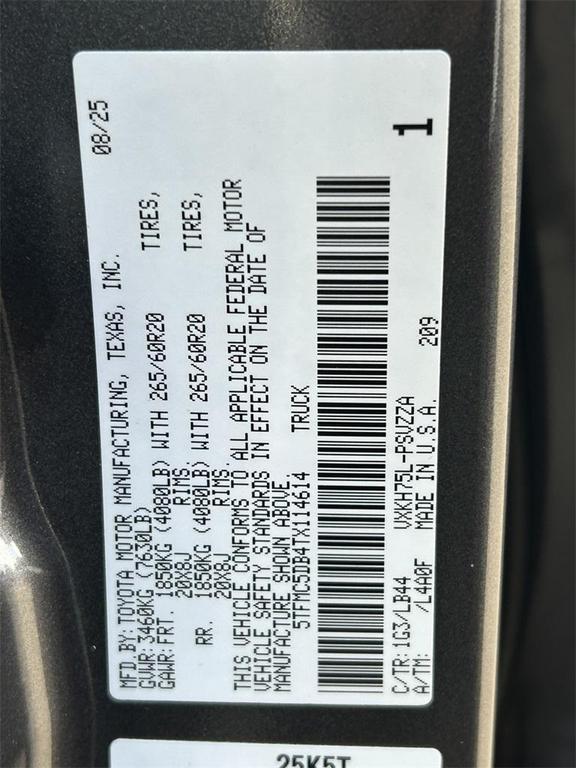 MFD.BY:TOYOTA MOTOR MANUFACTURING, TEXAS, INC. 08/25
GVWR: 3460KG (7630LB)
GAWR: FRT. 1850KG (4080LB) WITH 265/60R20 TIRES,
20X8J RIMS.
RR. 1850KG (4080LB) WITH 265/60R20 TIRES,
20X8J RIMS.
THIS VEHICLE CONFORMS TO ALL APPLICABLE FEDERAL MOTOR
VEHICLE SAFETY STANDARDS IN EFFECT ON THE DATE OF
MANUFACTURE SHOWN ABOVE.
5TFMC5DB4TX114614 TRUCK
C/TR: 1G3/LB44 VXKH75L-PSVZZA 1
A/TM: /L4A0F MADE IN U.S.A. 209
25K5T